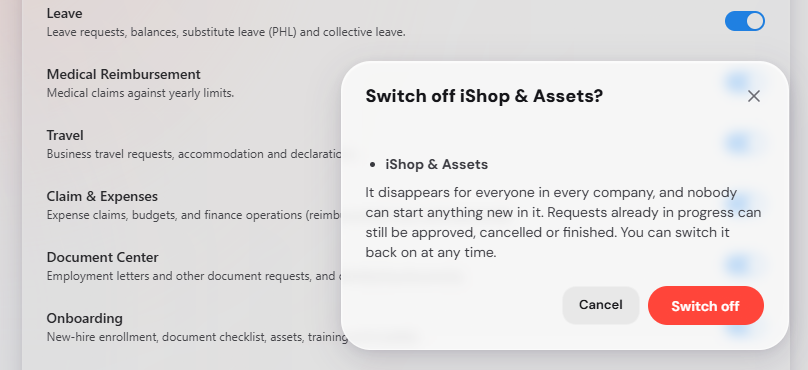 Leave
Leave requests, balances, substitute leave (PHL) and collective leave.
Medical Reimbursement
Medical claims against yearly limits.
Travel
Business travel requests, accommodation and
Claim & Expenses
Expense claims, budgets, and finance operations
Document Center
Employment letters and other document requests, and
Onboarding
New-hire enrollment, document checklist, assets, training
Switch off iShop & Assets?
• iShop & Assets
It disappears for everyone in every company, and nobody
can start anything new in it. Requests already in progress can
still be approved, cancelled or finished. You can switch it
back on at any time.
Cancel
Switch off